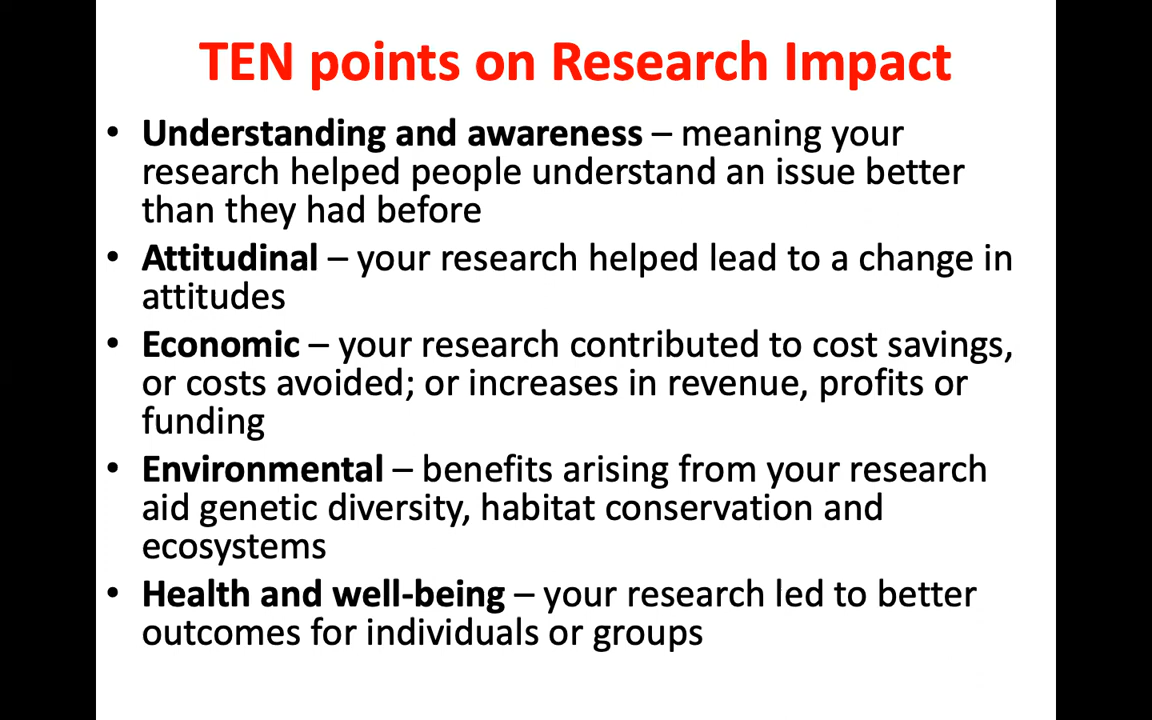 TEN points on Research Impact
• Understanding and awareness – meaning your
research helped people understand an issue better
than they had before
• Attitudinal – your research helped lead to a change in
attitudes
• Economic – your research contributed to cost savings,
or costs avoided; or increases in revenue, profits or
funding
• Environmental – benefits arising from your research
aid genetic diversity, habitat conservation and
ecosystems
• Health and well-being – your research led to better
outcomes for individuals or groups